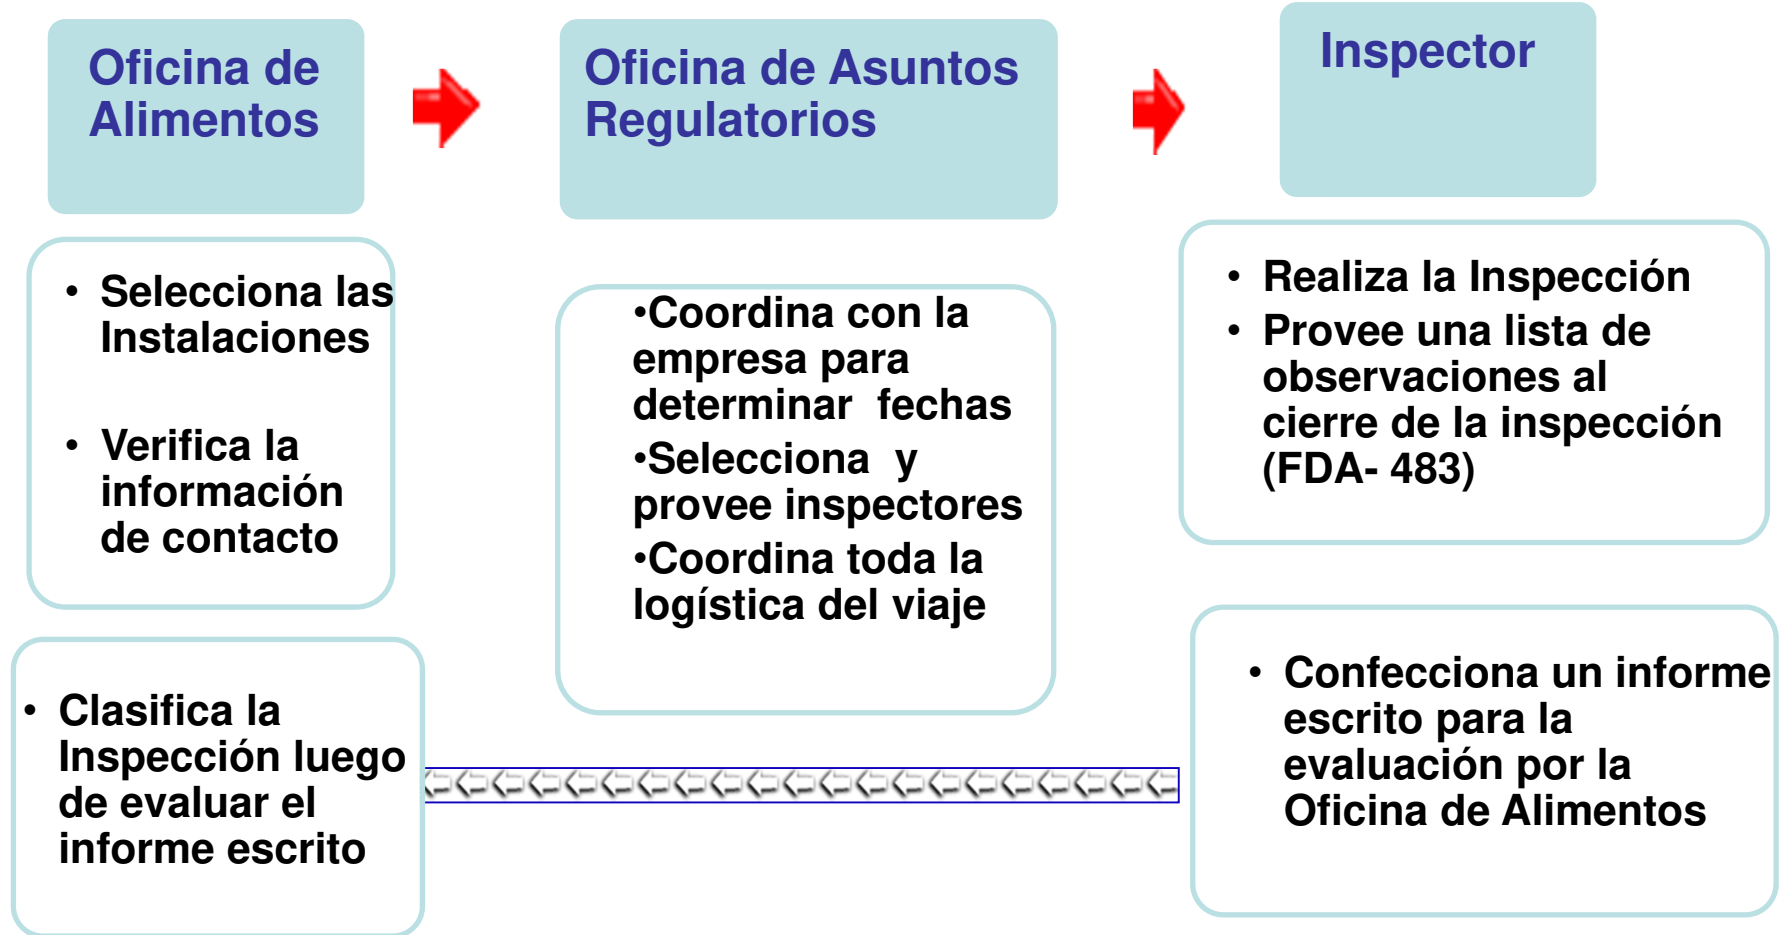 Oficina de
Alimentos
Oficina de Asuntos
Regulatorios
Inspector
• Selecciona las
Instalaciones
• Verifica la
información
de contacto
•Coordina con la
empresa para
determinar fechas
•Selecciona y
provee inspectores
•Coordina toda la
logística del viaje
• Realiza la Inspección
• Provee una lista de
observaciones al
cierre de la inspección
(FDA- 483)
• Clasifica la
Inspección luego
de evaluar el
informe escrito
• Confecciona un informe
escrito para la
evaluación por la
Oficina de Alimentos